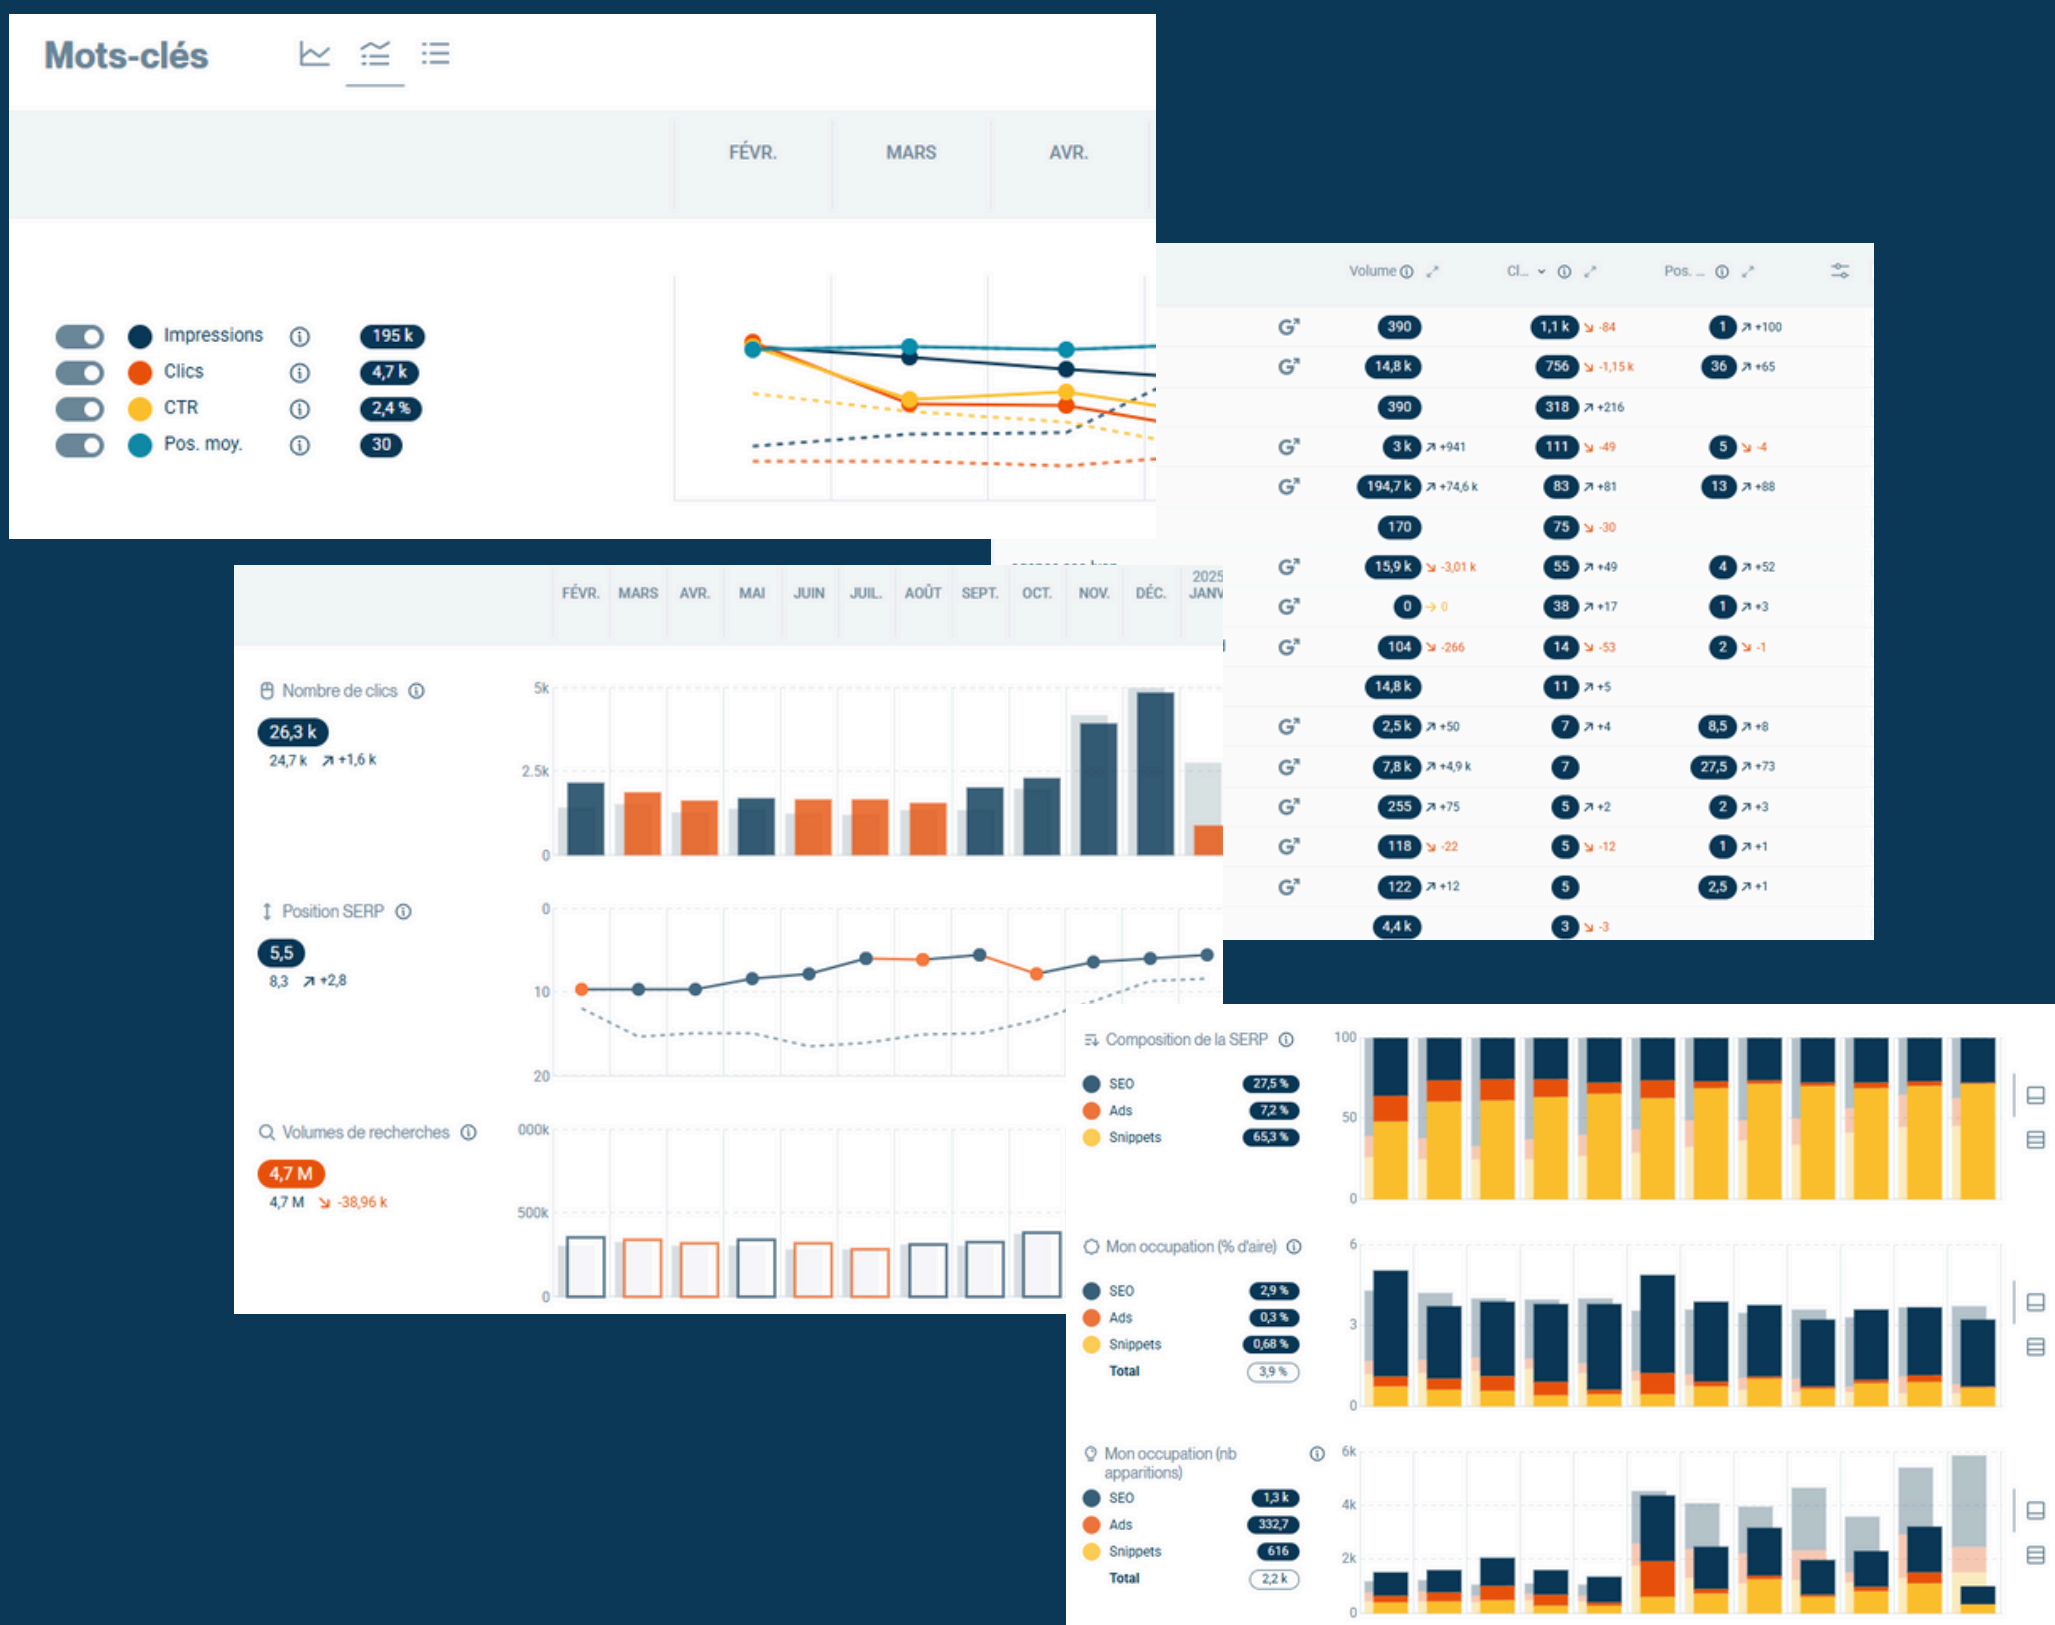 Mots-clés
FÉVR. MARS AVR.
Impressions 195 k
Clics 4,7 k
CTR 2,4 %
Pos. moy. 30
Volume Cl... Pos. ...
390 1,1 k -84 1 +100
14,8 k 756 -1,15 k 36 +65
390 318 +216
3 k +941 111 -49 5 -4
194,7 k +74,6 k 83 +81 13 +88
170 75 -30
15,9 k -3,01 k 55 +49 4 +52
0 0 38 +17 1 +3
104 -266 14 -53 2 -1
14,8 k 11 +5
2,5 k +50 7 +4 8,5 +8
7,8 k +4,9 k 7 27,5 +73
255 +75 5 +2 2 +3
118 -22 5 -12 1 +1
122 +12 5 2,5 +1
4,4 k 3 -3
2025
FÉVR. MARS AVR. MAI JUIN JUIL. AOÛT SEPT. OCT. NOV. DÉC. JANV
Nombre de clics
26,3 k
24,7 k +1,6 k
5k
2.5k
0
Position SERP
5,5
8,3 +2,8
0
10
20
Volumes de recherches
4,7 M
4,7 M -38,96 k
000k
500k
0
Composition de la SERP
SEO 27,5 %
Ads 7,2 %
Snippets 65,3 %
100
50
0
Mon occupation (% d'aire)
SEO 2,9 %
Ads 0,3 %
Snippets 0,68 %
Total 3,9 %
6
3
0
Mon occupation (nb
apparitions)
SEO 1,3 k
Ads 332,7
Snippets 616
Total 2,2 k
6k
4k
2k
0